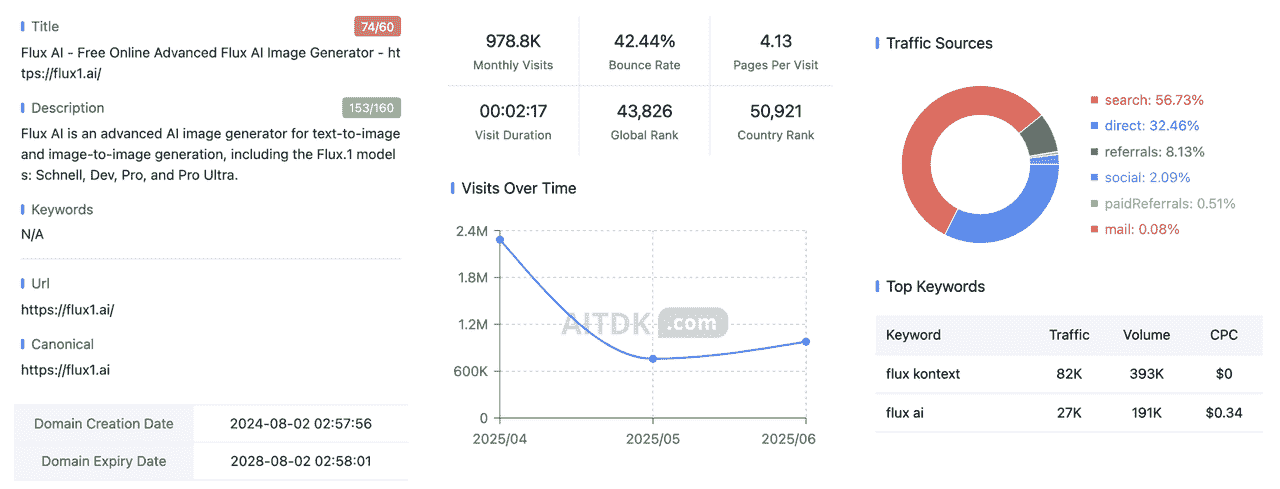 Title
74/60
Flux AI - Free Online Advanced Flux AI Image Generator - ht
tps://flux1.ai/
Description
153/160
Flux AI is an advanced AI image generator for text-to-image
and image-to-image generation, including the Flux.1 model
s: Schnell, Dev, Pro, and Pro Ultra.
Keywords
N/A
Url
https://flux1.ai/
Canonical
https://flux1.ai
Domain Creation Date 2024-08-02 02:57:56
Domain Expiry Date 2028-08-02 02:58:01
978.8K 42.44% 4.13
Monthly Visits Bounce Rate Pages Per Visit
00:02:17 43,826 50,921
Visit Duration Global Rank Country Rank
Visits Over Time
2.4M
1.8M
1.2M
600K
0
2025/04 2025/05 2025/06
AITDK.com
Traffic Sources
search: 56.73%
direct: 32.46%
referrals: 8.13%
social: 2.09%
paidReferrals: 0.51%
mail: 0.08%
Top Keywords
Keyword Traffic Volume CPC
flux kontext 82K 393K $0
flux ai 27K 191K $0.34